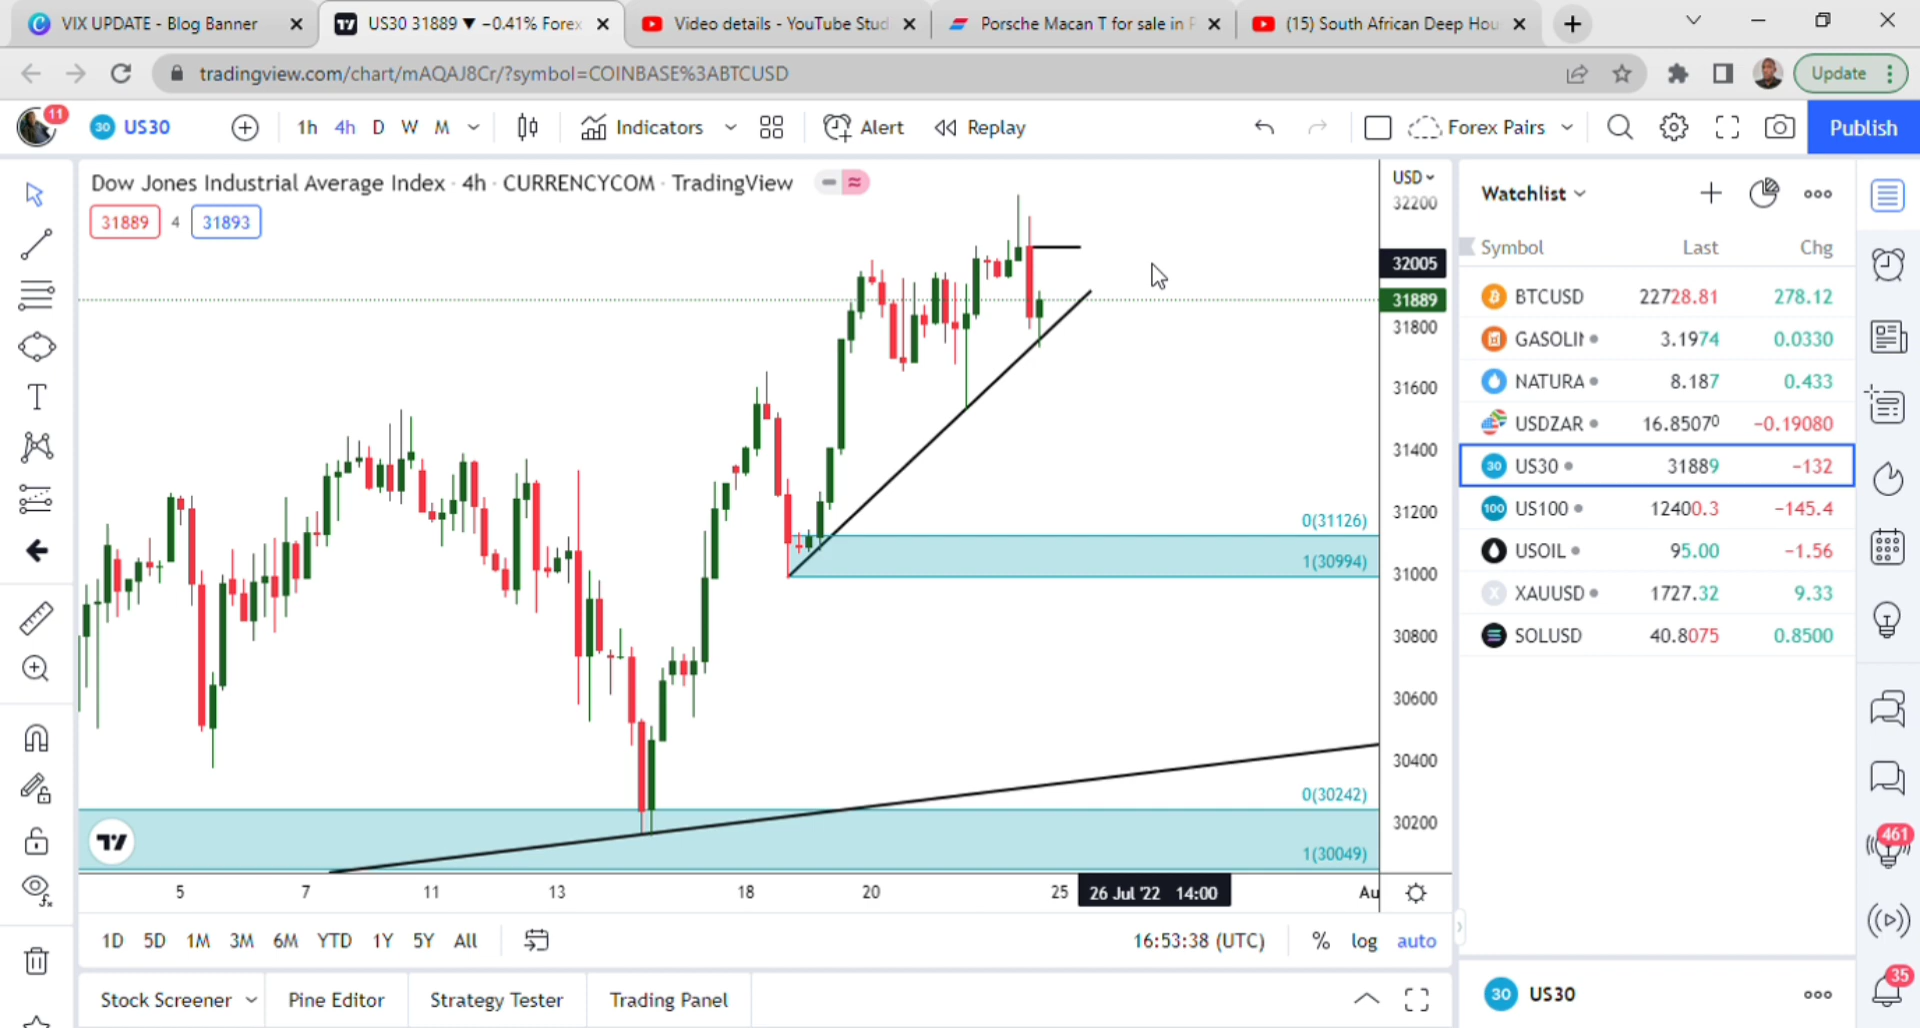 VIX UPDATE - Blog Banner
US30 31889 ▼ −0.41% Forex
Video details - YouTube Stud
Porsche Macan T for sale in P
(15) South African Deep Hou
tradingview.com/chart/mAQAJ8Cr/?symbol=COINBASE%3ABTCUSD
Update
11
30 US30
1h 4h D W M
Indicators
Alert
Replay
Forex Pairs
Publish
Dow Jones Industrial Average Index · 4h · CURRENCYCOM · TradingView
31889 4 31893
USD
32200
32005
31889
31800
31600
31400
31200
31000
30800
30600
30400
30200
0(31126)
1(30994)
0(30242)
1(30049)
5 7 11 13 18 20 25 26 Jul '22 14:00 Au
1D 5D 1M 3M 6M YTD 1Y 5Y All
16:53:38 (UTC) % log auto
Stock Screener Pine Editor Strategy Tester Trading Panel
Watchlist
Symbol Last Chg
BTCUSD 22728.81 278.12
GASOLIN 3.1974 0.0330
NATURA 8.187 0.433
USDZAR 16.85070 −0.19080
30 US30 31889 −132
100 US100 12400.3 −145.4
USOIL 95.00 −1.56
X XAUUSD 1727.32 9.33
SOLUSD 40.8075 0.8500
30 US30
461
35